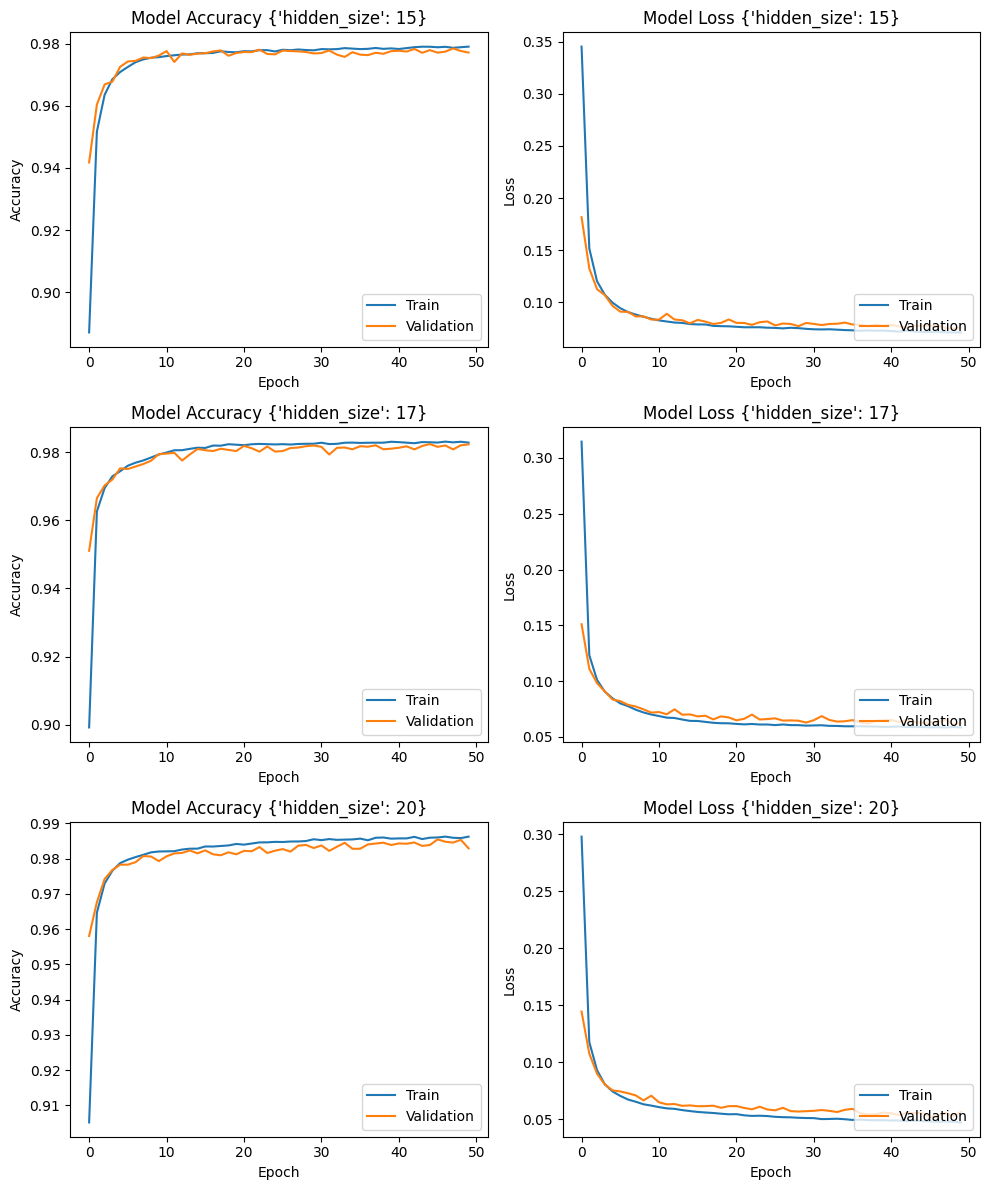 Model Accuracy {'hidden_size': 15}
0.98
0.96
0.94
0.92
0.90
Accuracy
Train
Validation
0 10 20 30 40 50
Epoch
Model Loss {'hidden_size': 15}
0.35
0.30
0.25
0.20
0.15
0.10
Loss
Train
Validation
0 10 20 30 40 50
Epoch
Model Accuracy {'hidden_size': 17}
0.98
0.96
0.94
0.92
0.90
Accuracy
Train
Validation
0 10 20 30 40 50
Epoch
Model Loss {'hidden_size': 17}
0.30
0.25
0.20
0.15
0.10
0.05
Loss
Train
Validation
0 10 20 30 40 50
Epoch
Model Accuracy {'hidden_size': 20}
0.99
0.98
0.97
0.96
0.95
0.94
0.93
0.92
0.91
Accuracy
Train
Validation
0 10 20 30 40 50
Epoch
Model Loss {'hidden_size': 20}
0.30
0.25
0.20
0.15
0.10
0.05
Loss
Train
Validation
0 10 20 30 40 50
Epoch